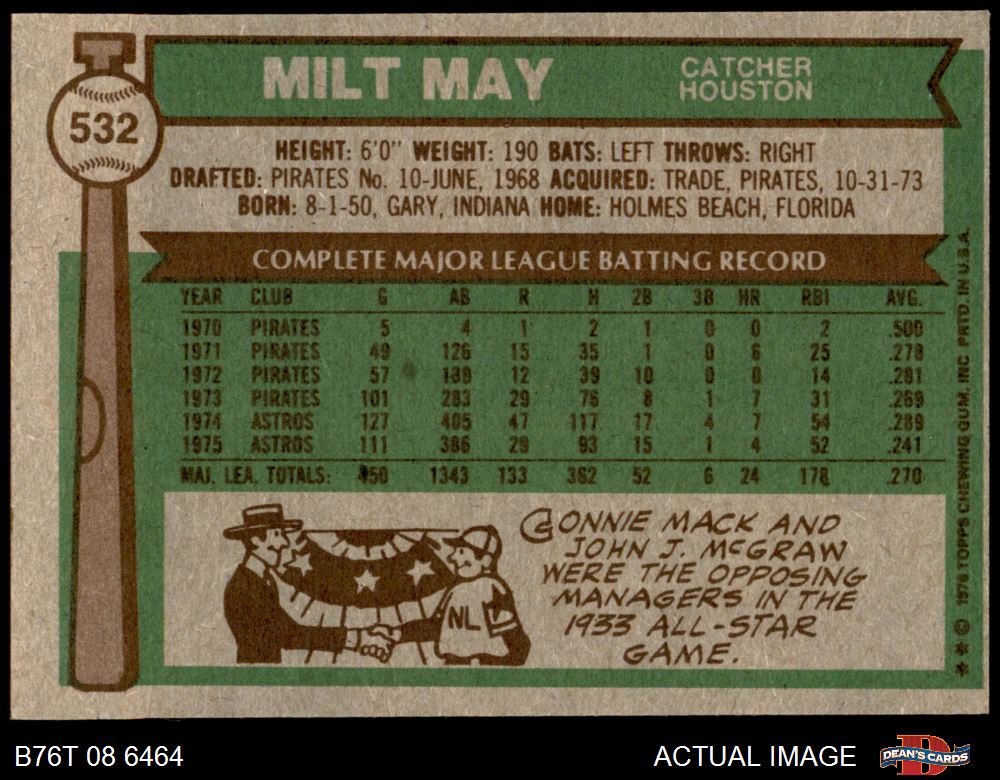 MILT MAY
CATCHER
HOUSTON
532
HEIGHT: 6'0" WEIGHT: 190 BATS: LEFT THROWS: RIGHT
DRAFTED: PIRATES No. 10-JUNE, 1968 ACQUIRED: TRADE, PIRATES, 10-31-73
BORN: 8-1-50, GARY, INDIANA HOME: HOLMES BEACH, FLORIDA
COMPLETE MAJOR LEAGUE BATTING RECORD
YEAR CLUB G AB R H 2B 3B HR RBI AVG.
1970 PIRATES 5 4 1 2 1 0 0 2 .500
1971 PIRATES 49 126 15 35 1 0 6 25 .278
1972 PIRATES 57 139 12 39 10 0 0 14 .281
1973 PIRATES 101 283 29 76 8 1 7 31 .269
1974 ASTROS 127 405 47 117 17 4 7 54 .289
1975 ASTROS 111 386 29 93 15 1 4 52 .241
MAJ. LEA. TOTALS: 450 1343 133 362 52 6 24 178 .270
CONNIE MACK AND
JOHN J. McGRAW
WERE THE OPPOSING
MANAGERS IN THE
1933 ALL-STAR
GAME.
NL
** © 1976 TOPPS CHEWING GUM, INC. PRTD. IN U.S.A.
B76T 08 6464
ACTUAL IMAGE
D
DEAN'S CARDS